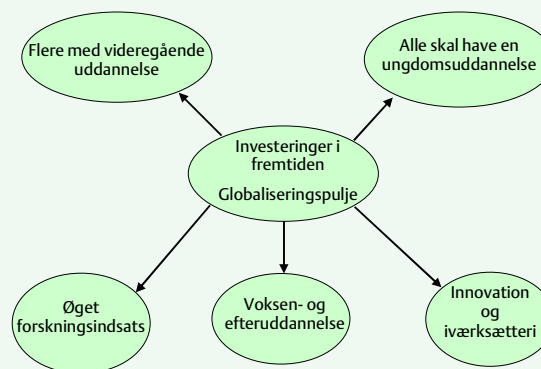 Flere med videregående
uddannelse
Alle skal have en
ungdomsuddannelse
Investeringer i
fremtiden
Globaliseringspulje
Øget
forskningsindsats
Voksen- og
efteruddannelse
Innovation
og
iværksætteri